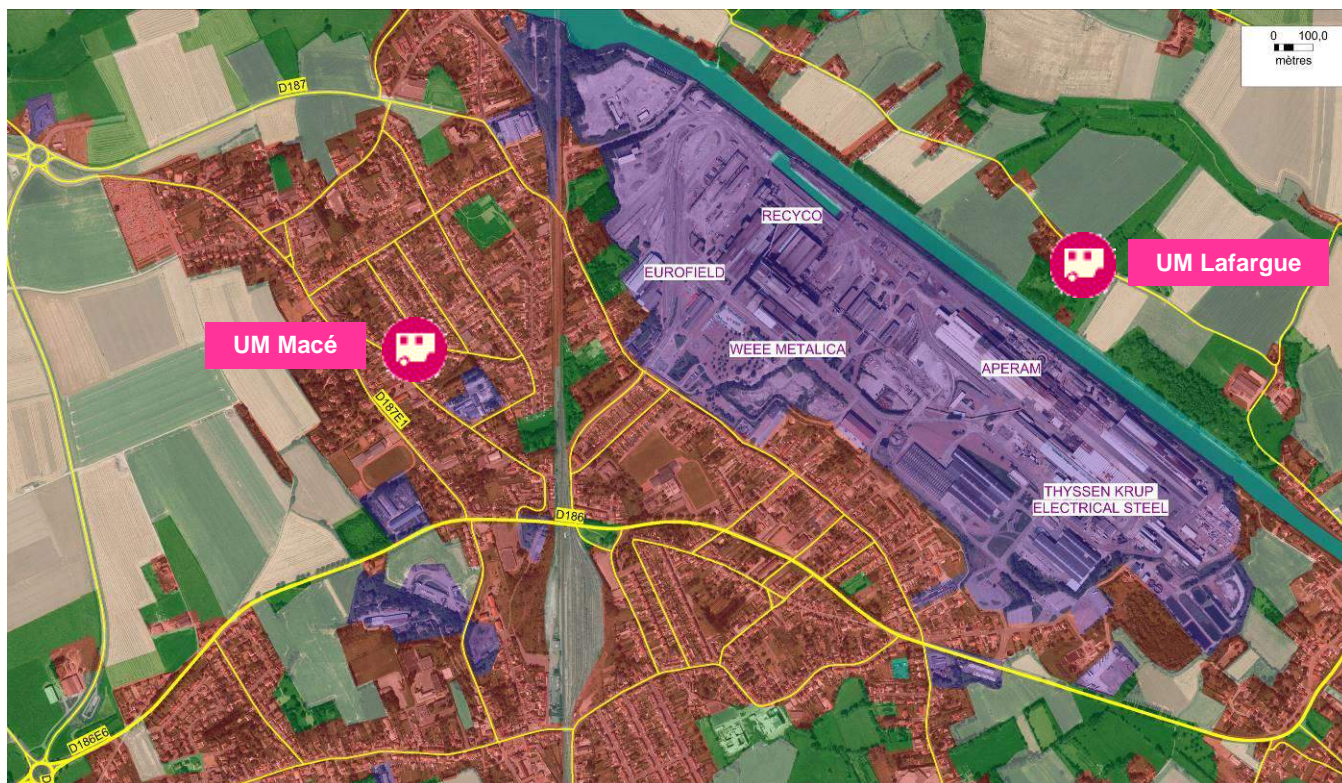 0 100,0
mètres
D187
RECYCO
UM Lafargue
EUROFIELD
UM Macé
WEEE METALICA
APERAM
D187E1
THYSSEN KRUP
ELECTRICAL STEEL
D186
D186E6
D